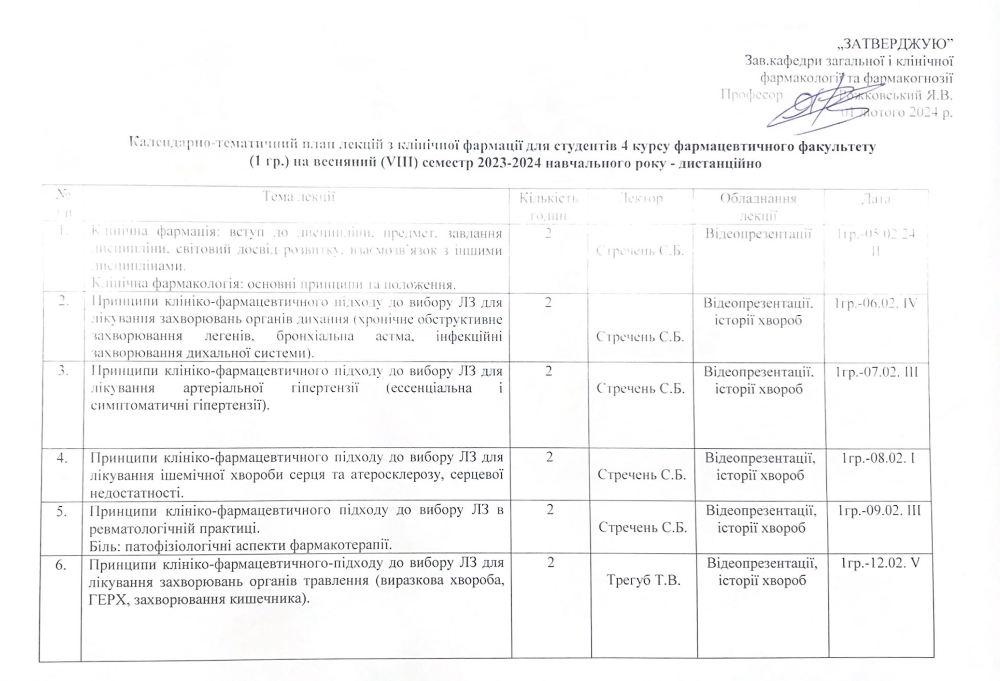 „ЗАТВЕРДЖУЮ”
Зав.кафедри загальної і клінічної
фармакології та фармакогнозії
Професор Рожковський Я.В.
01 лютого 2024 р.
Календарно-тематичний план лекцій з клінічної фармації для студентів 4 курсу фармацевтичного факультету
(1 гр.) на весняний (VIII) семестр 2023-2024 навчального року - дистанційно
№
Тема лекції
Кількість
годин
Лектор
Обладнання
лекції
Дата
1.
Клінічна фармація: вступ до дисципліни, предмет, завдання
дисципліни, світовий досвід розвитку, взаємозв'язок з іншими
дисциплінами.
Клінічна фармакологія: основні принципи та положення.
2
Стречень С.Б.
Відеопрезентації
1гр.-05.02.24
II
2.
Принципи клініко-фармацевтичного підходу до вибору ЛЗ для
лікування захворювань органів дихання (хронічне обструктивне
захворювання легенів, бронхіальна астма, інфекційні
захворювання дихальної системи).
2
Стречень С.Б.
Відеопрезентації,
історії хвороб
1гр.-06.02. IV
3.
Принципи клініко-фармацевтичного підходу до вибору ЛЗ для
лікування артеріальної гіпертензії (ессенціальна і
симптоматичні гіпертензії).
2
Стречень С.Б.
Відеопрезентації,
історії хвороб
1гр.-07.02. III
4.
Принципи клініко-фармацевтичного підходу до вибору ЛЗ для
лікування ішемічної хвороби серця та атеросклерозу, серцевої
недостатності.
2
Стречень С.Б.
Відеопрезентації,
історії хвороб
1гр.-08.02. I
5.
Принципи клініко-фармацевтичного підходу до вибору ЛЗ в
ревматологічній практиці.
Біль: патофізіологічні аспекти фармакотерапії.
2
Стречень С.Б.
Відеопрезентації,
історії хвороб
1гр.-09.02. III
6.
Принципи клініко-фармацевтичного-підходу до вибору ЛЗ для
лікування захворювань органів травлення (виразкова хвороба,
ГЕРХ, захворювання кишечника).
2
Трегуб Т.В.
Відеопрезентації,
історії хвороб
1гр.-12.02. V